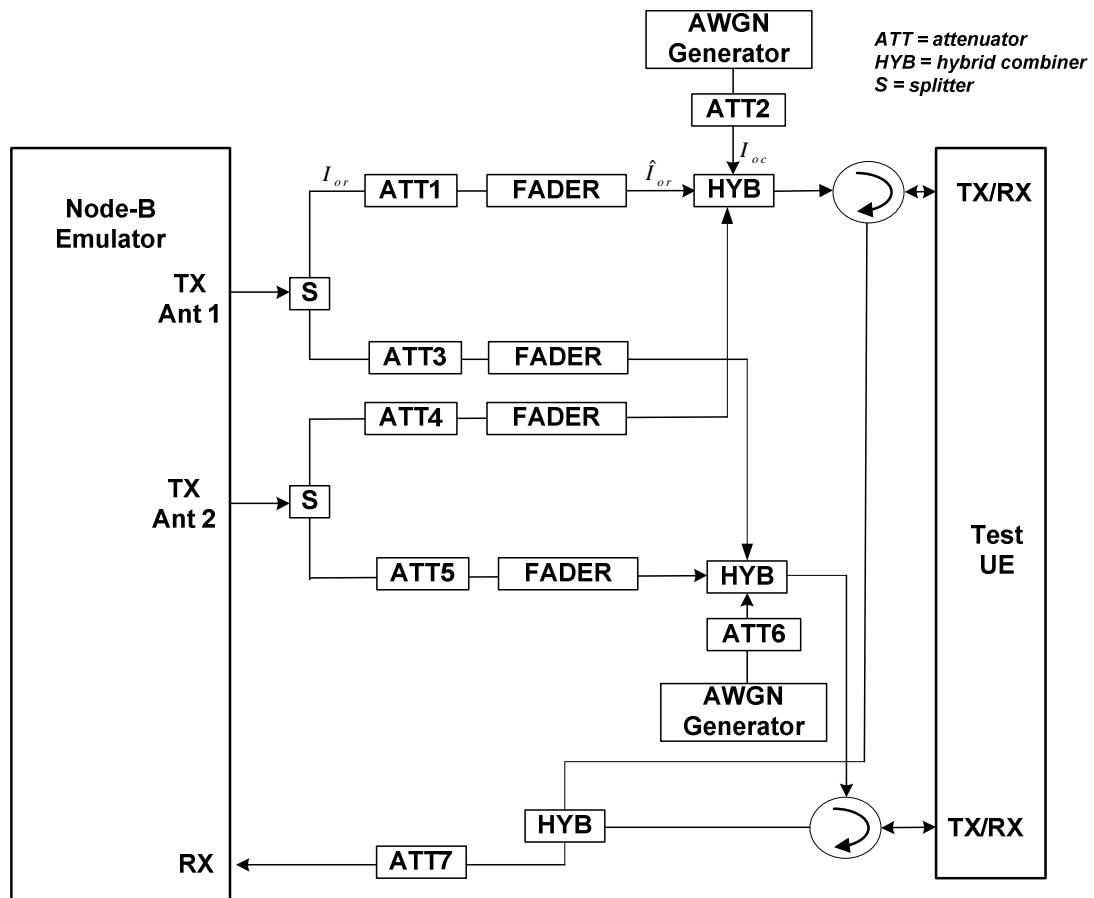 AWGN
Generator
ATT = attenuator
HYB = hybrid combiner
S = splitter
ATT2
I_oc
I_or
ATT1
FADER
Î_or
HYB
TX/RX
Node-B
Emulator
TX
Ant 1
S
ATT3
FADER
ATT4
FADER
TX
Ant 2
S
Test
UE
ATT5
FADER
HYB
ATT6
AWGN
Generator
HYB
TX/RX
RX
ATT7